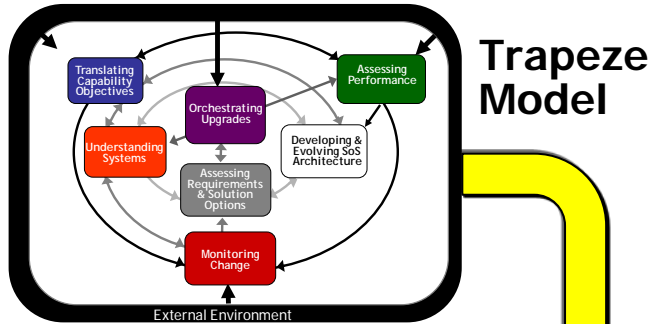 Trapeze
Model
Translating
Capability
Objectives
Assessing
Performance
Orchestrating
Upgrades
Understanding
Systems
Developing &
Evolving SoS
Architecture
Assessing
Requirements
& Solution
Options
Monitoring
Change
External Environment